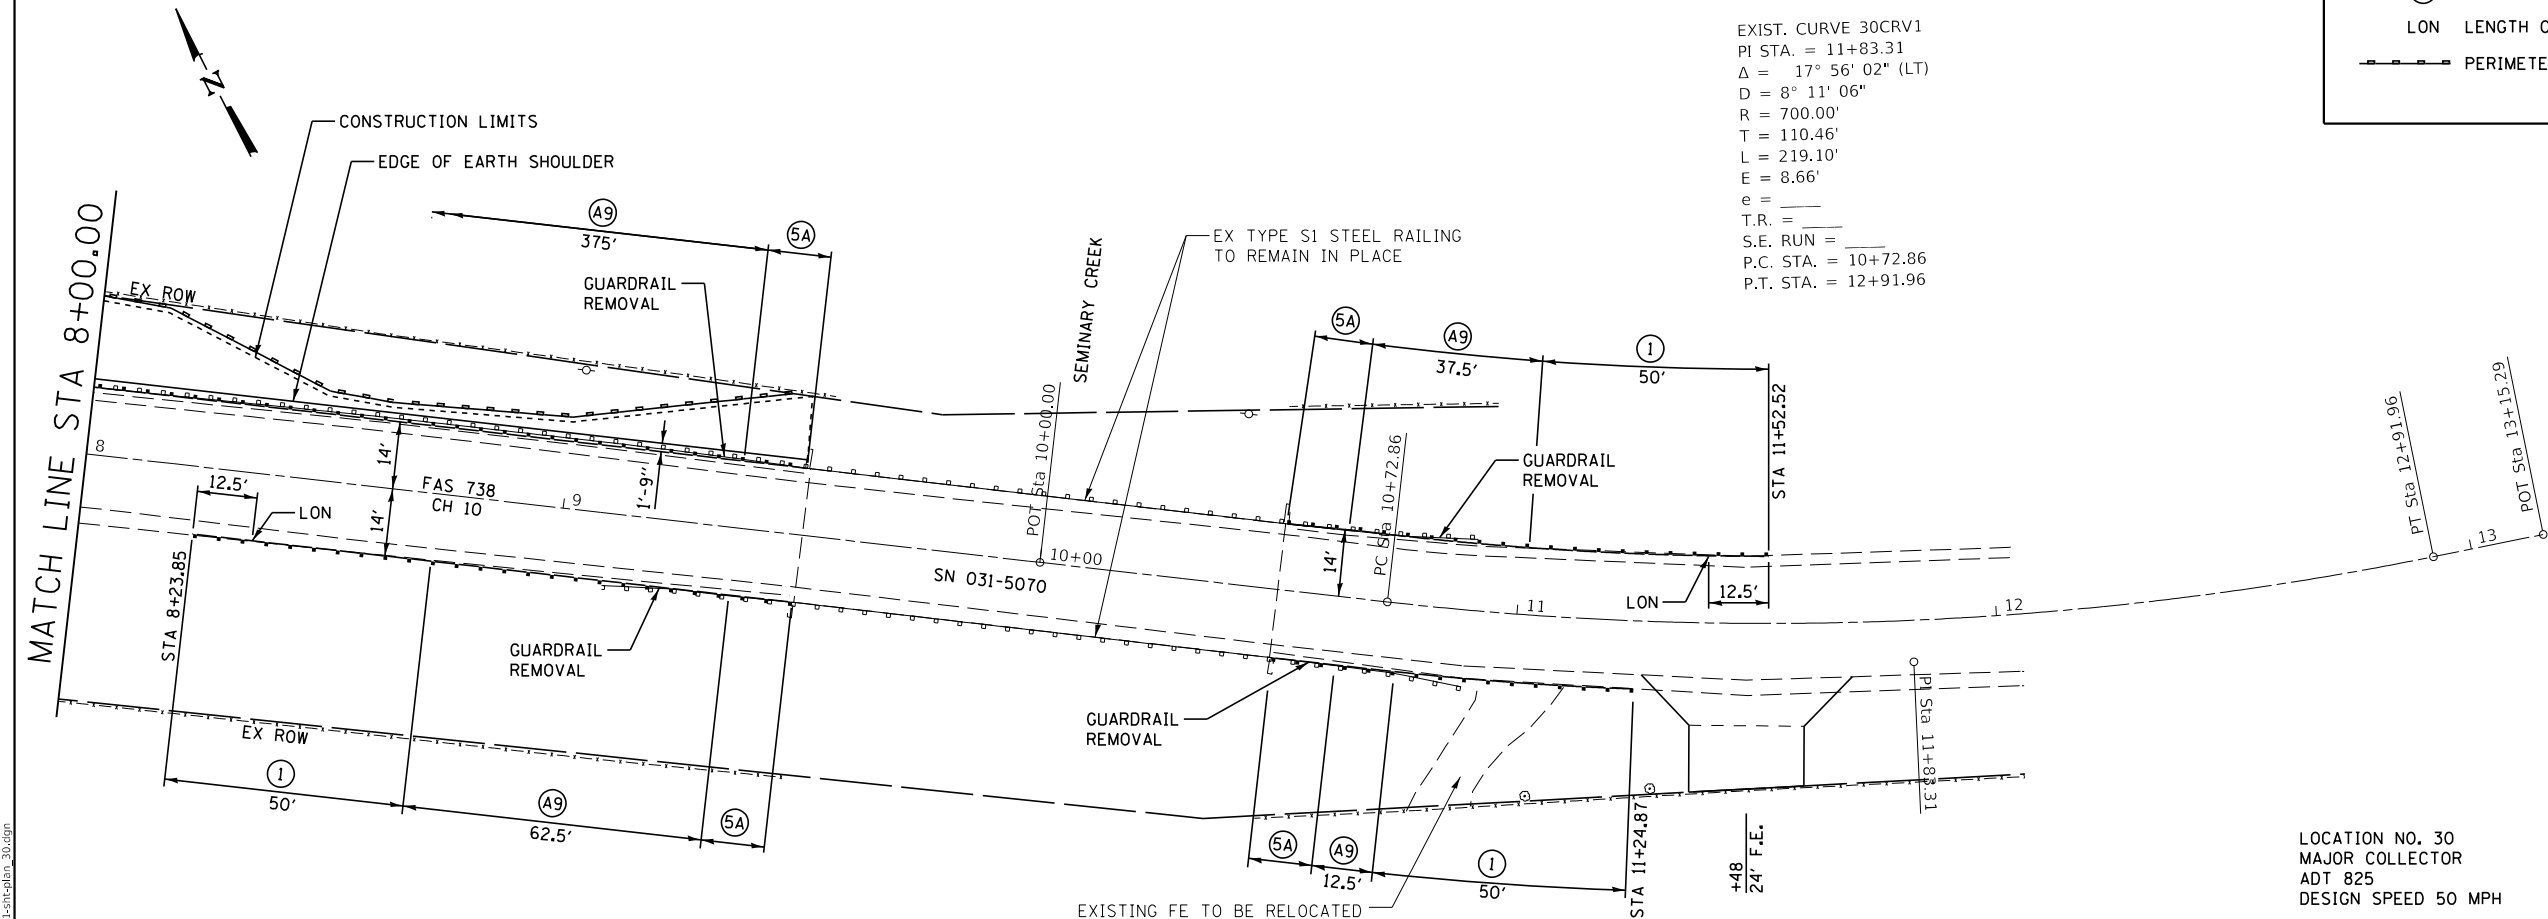 EXIST. CURVE 30CRV1
PI STA. = 11+83.31
Δ = 17° 56' 02" (LT)
D = 8° 11' 06"
R = 700.00'
T = 110.46'
L = 219.10'
E = 8.66'
e = ____
T.R. = ____
S.E. RUN = ____
P.C. STA. = 10+72.86
P.T. STA. = 12+91.96
LON LENGTH O
PERIMETE
N
CONSTRUCTION LIMITS
EDGE OF EARTH SHOULDER
MATCH LINE STA 8+00.00
EX ROW
A9
375'
5A
GUARDRAIL
REMOVAL
SEMINARY CREEK
EX TYPE S1 STEEL RAILING
TO REMAIN IN PLACE
5A
A9
37.5'
1
50'
STA 11+52.52
GUARDRAIL
REMOVAL
POT Sta 10+00.00
PC Sta 10+72.86
PT Sta 12+91.96
POT Sta 13+15.29
8
14'
14'
12.5'
LON
FAS 738
CH 10
9
1'-9"
10+00
SN 031-5070
14'
11
LON
12.5'
12
13
STA 8+23.85
GUARDRAIL
REMOVAL
EX ROW
1
50'
A9
62.5'
5A
GUARDRAIL
REMOVAL
PI Sta 11+83.31
5A
A9
12.5'
1
50'
STA 11+24.87
+48
24' F.E.
EXISTING FE TO BE RELOCATED
LOCATION NO. 30
MAJOR COLLECTOR
ADT 825
DESIGN SPEED 50 MPH
1-sht-plan_30.dgn